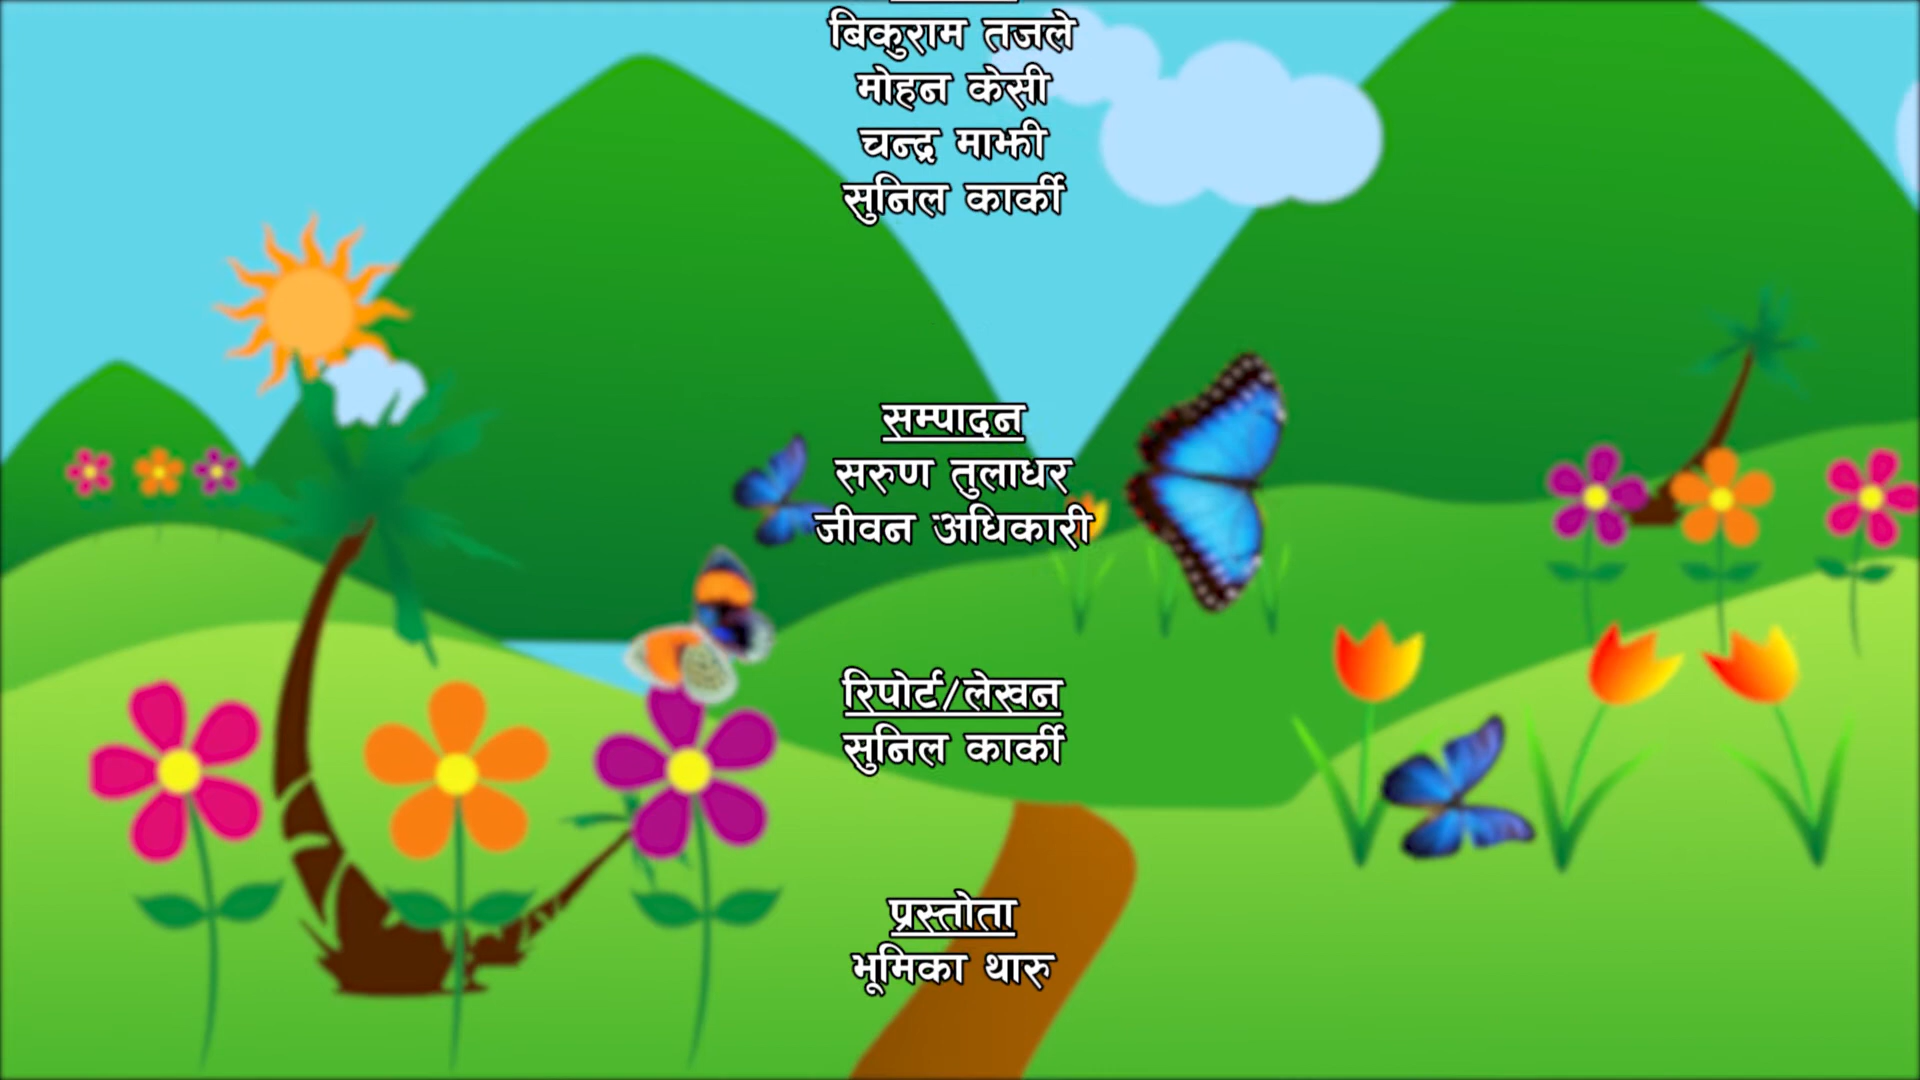 बिकुराम तजले
मोहन केसी
चन्द्र माझी
सुनिल कार्की
सम्पादन
सरुण तुलाधर
जीवन अधिकारी
रिपोर्ट/लेखन
सुनिल कार्की
प्रस्तोता
भूमिका थारु